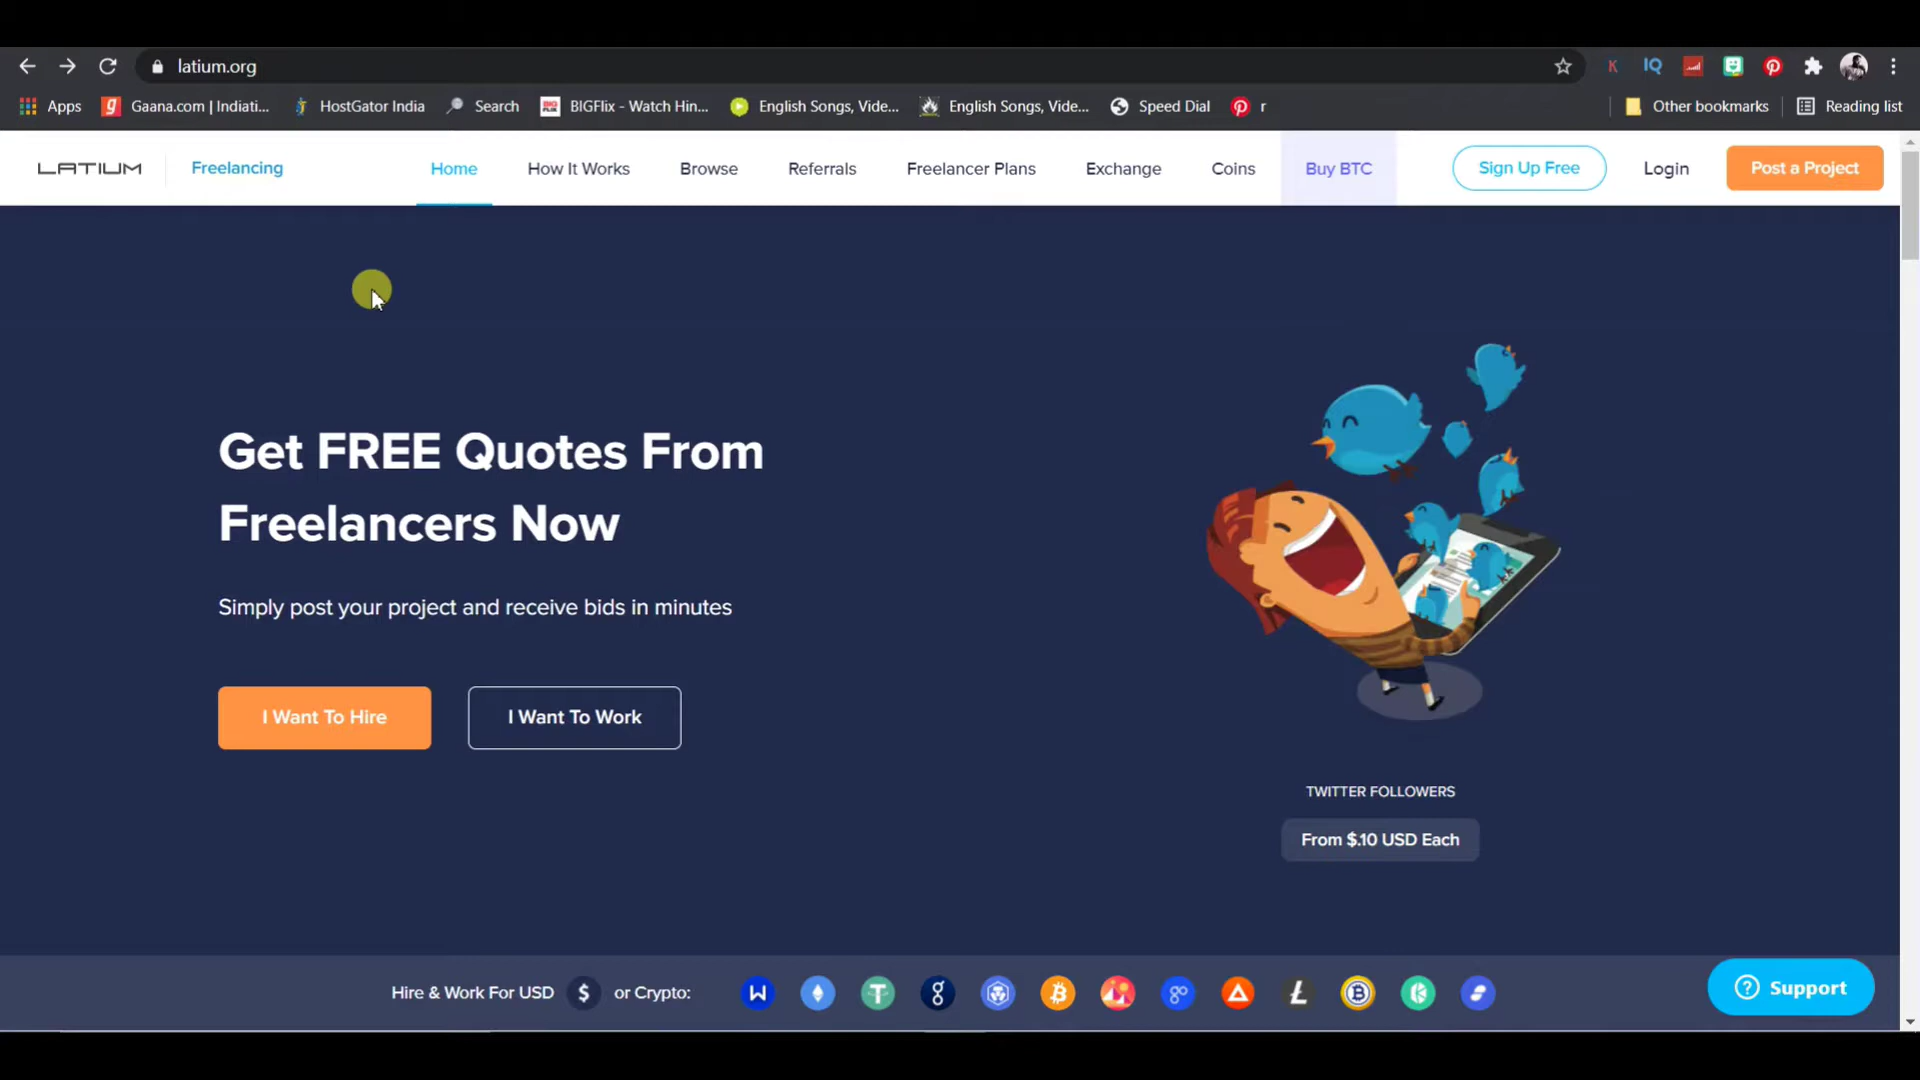 latium.org
K IQ
Apps Gaana.com | Indiati... HostGator India Search BIGFlix - Watch Hin... English Songs, Vide... English Songs, Vide... Speed Dial r Other bookmarks Reading list
LATIUM Freelancing Home How It Works Browse Referrals Freelancer Plans Exchange Coins Buy BTC Sign Up Free Login Post a Project
Get FREE Quotes From
Freelancers Now
Simply post your project and receive bids in minutes
I Want To Hire I Want To Work
TWITTER FOLLOWERS
From $.10 USD Each
Hire & Work For USD $ or Crypto:
Support